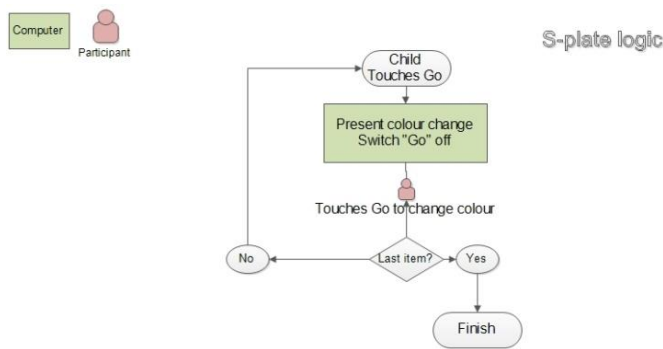 Computer
Participant
S-plate logic
Child
Touches Go
Present colour change
Switch "Go" off
Touches Go to change colour
No
Last item?
Yes
Finish